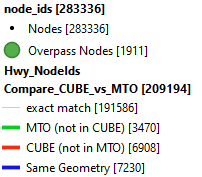 node_ids [283336]
Nodes [283336]
Overpass Nodes [1911]
Hwy_NodeIds
Compare_CUBE_vs_MTO [209194]
exact match [191586]
MTO (not in CUBE) [3470]
CUBE (not in MTO) [6908]
Same Geometry [7230]